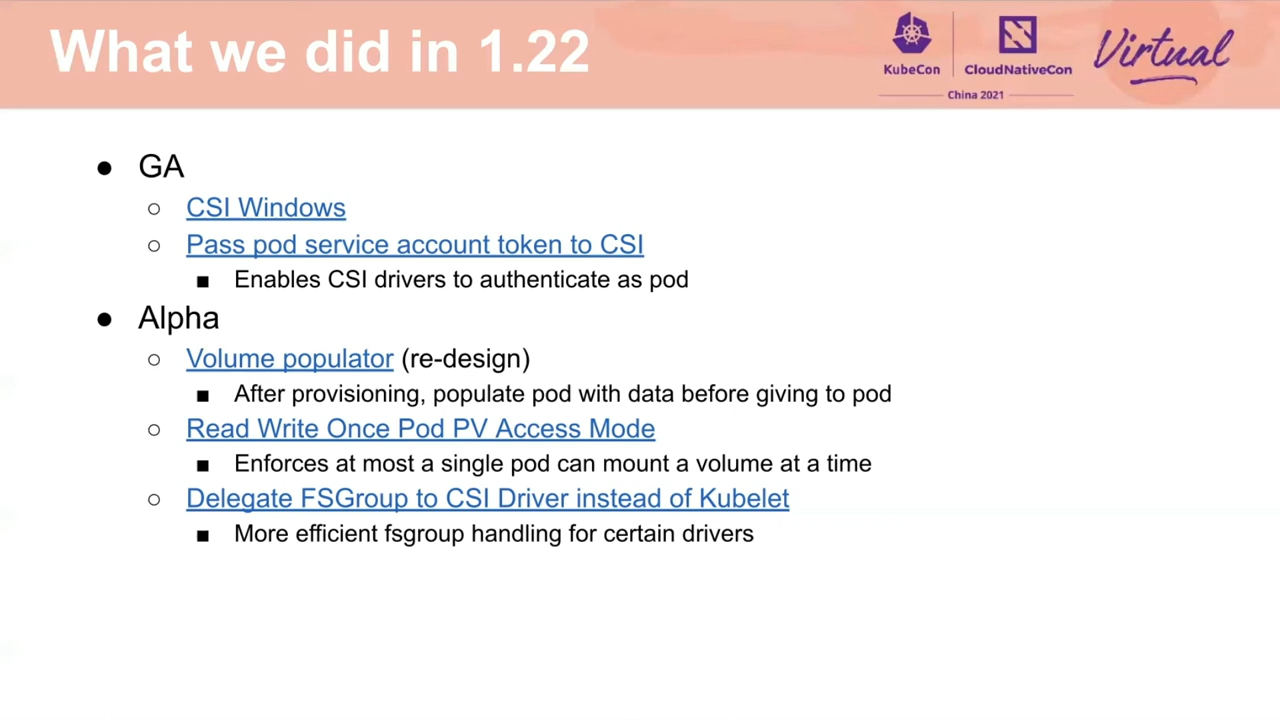 What we did in 1.22
KubeCon
CloudNativeCon
China 2021
Virtual
● GA
○ CSI Windows
○ Pass pod service account token to CSI
■ Enables CSI drivers to authenticate as pod
● Alpha
○ Volume populator (re-design)
■ After provisioning, populate pod with data before giving to pod
○ Read Write Once Pod PV Access Mode
■ Enforces at most a single pod can mount a volume at a time
○ Delegate FSGroup to CSI Driver instead of Kubelet
■ More efficient fsgroup handling for certain drivers